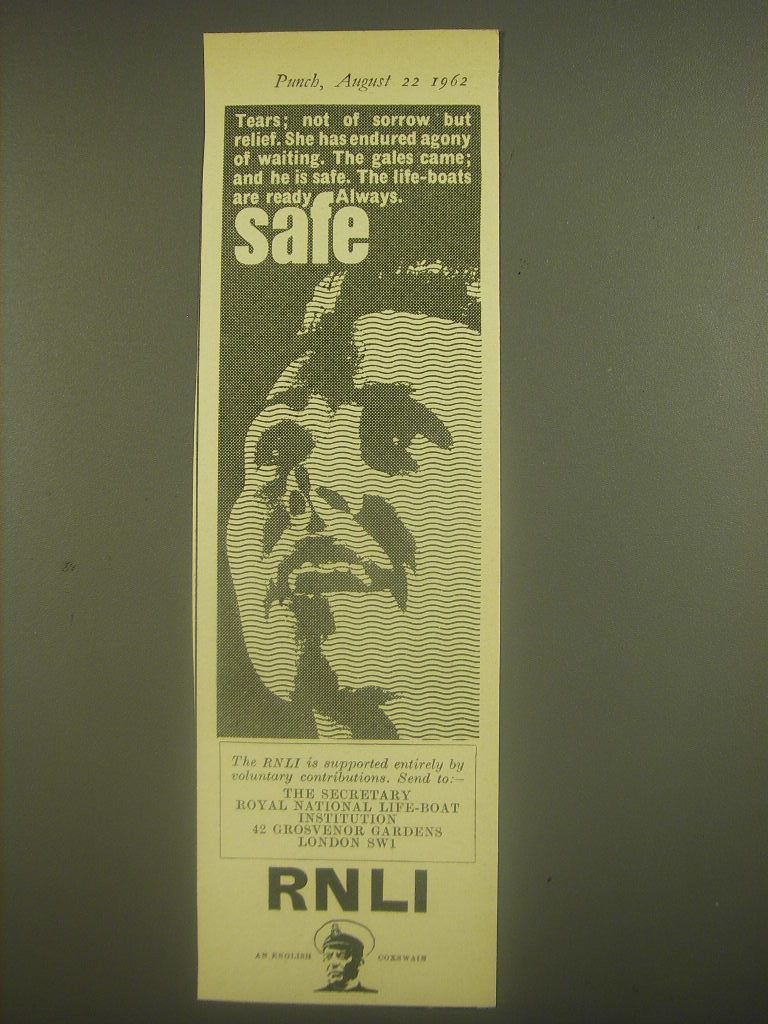 Punch, August 22 1962
Tears; not of sorrow but
relief. She has endured agony
of waiting. The gales came;
and he is safe. The life-boats
are ready Always.
safe
The RNLI is supported entirely by
voluntary contributions. Send to:—
THE SECRETARY
ROYAL NATIONAL LIFE-BOAT
INSTITUTION
42 GROSVENOR GARDENS
LONDON SW1
RNLI
AN ENGLISH COXSWAIN